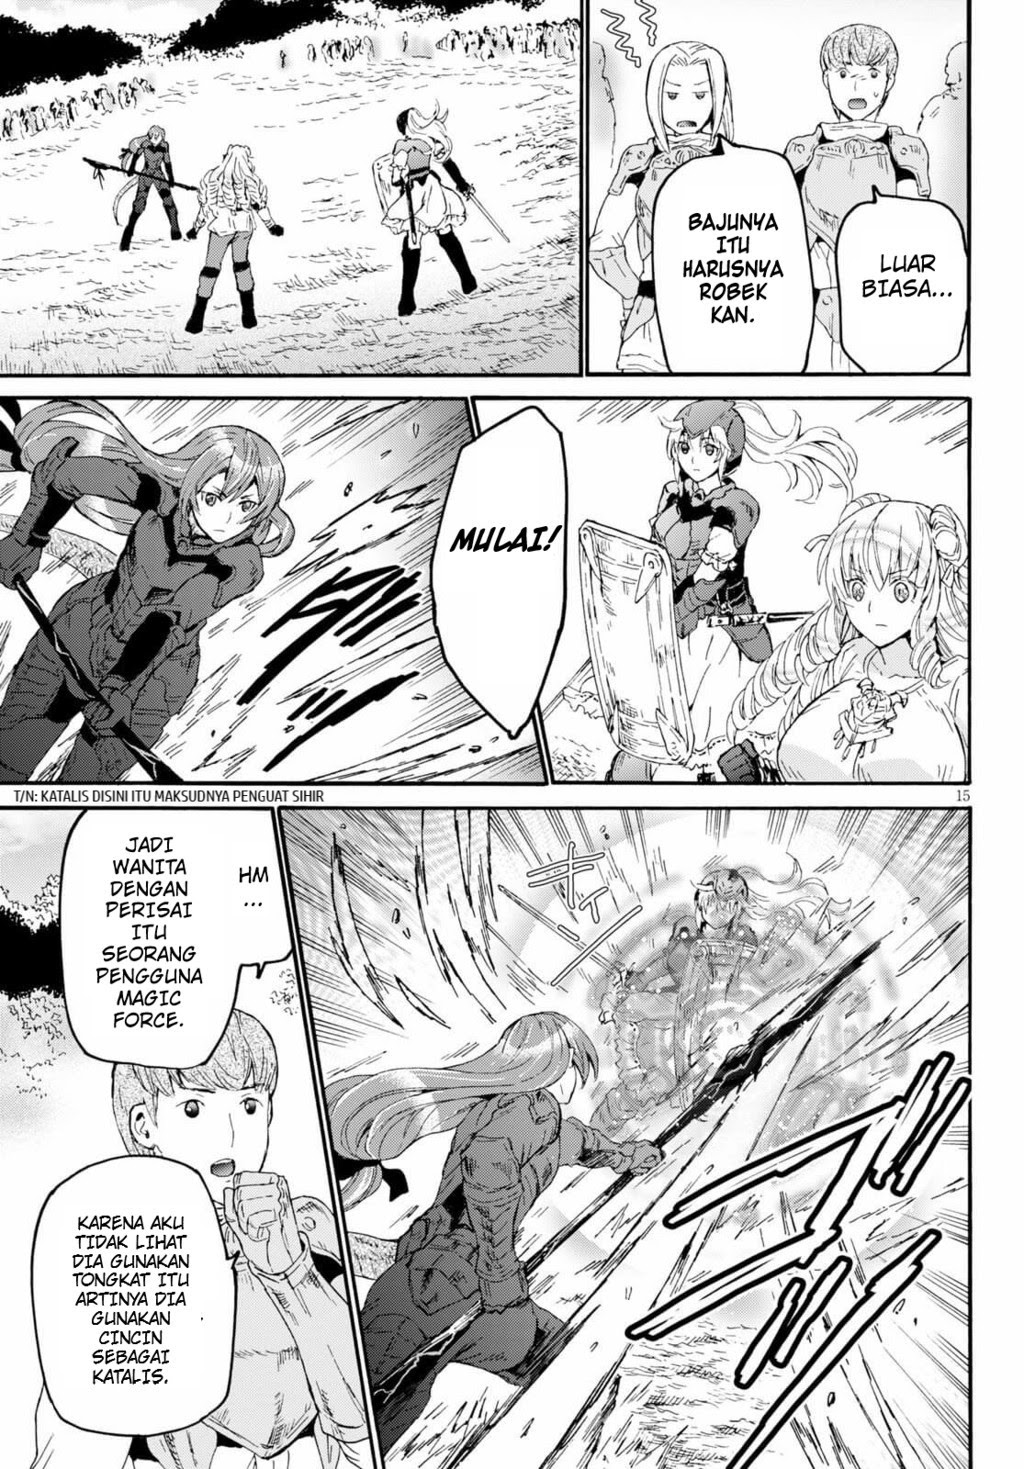 LUAR
BIASA...
BAJUNYA
ITU
HARUSNYA
ROBEK
KAN.
MULAI!
15
T/N: KATALIS DISINI ITU MAKSUDNYA PENGUAT SIHIR
HM
...
JADI
WANITA
DENGAN
PERISAI
ITU
SEORANG
PENGGUNA
MAGIC
FORCE.
KARENA AKU
TIDAK LIHAT
DIA GUNAKAN
TONGKAT ITU
ARTINYA DIA
GUNAKAN
CINCIN
SEBAGAI
KATALIS.